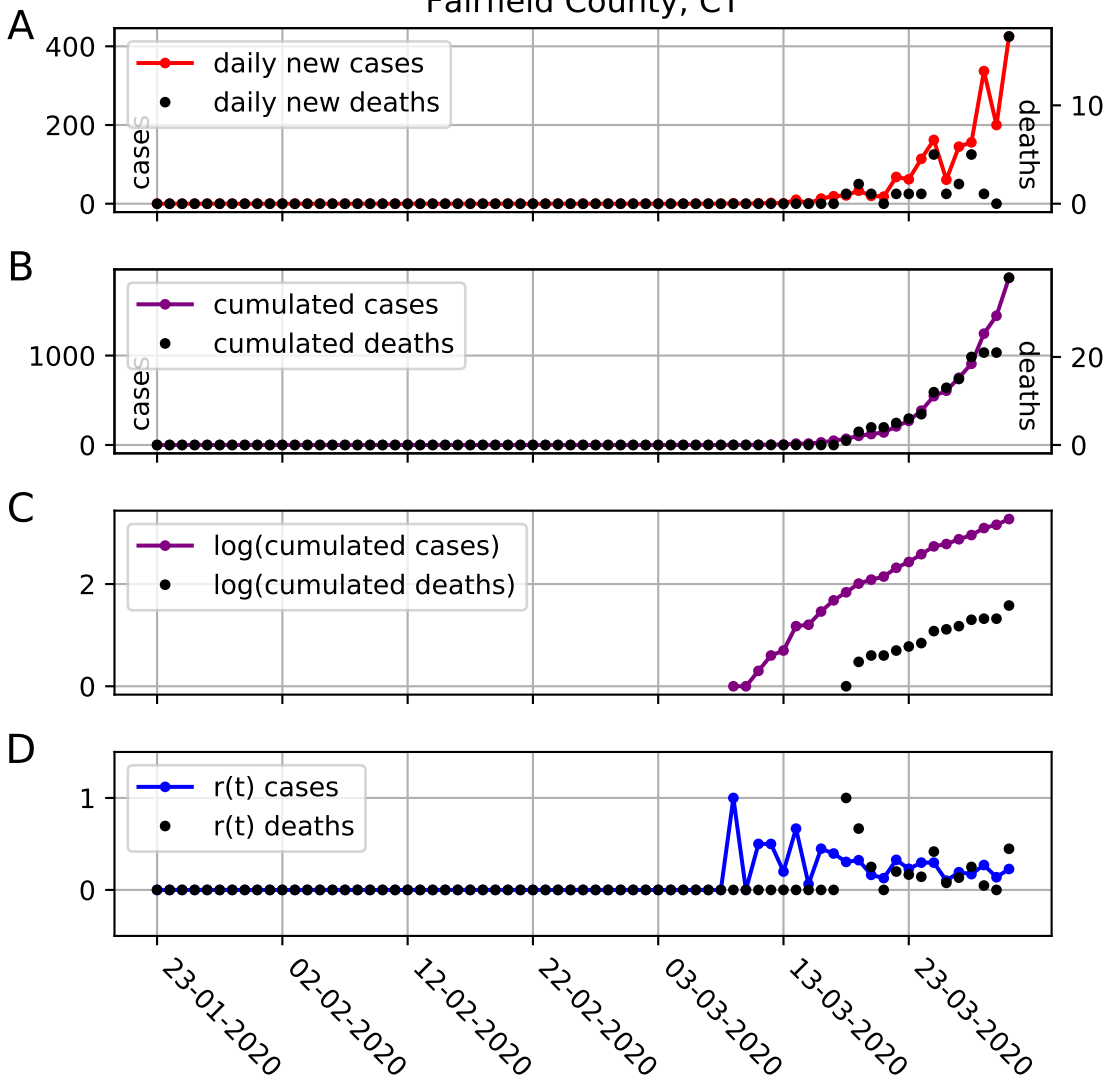 Fairfield County, CT
A
400
200
0
cases
daily new cases
daily new deaths
10
0
deaths
B
1000
0
cases
cumulated cases
cumulated deaths
20
0
deaths
C
2
0
log(cumulated cases)
log(cumulated deaths)
D
1
0
r(t) cases
r(t) deaths
23-01-2020
02-02-2020
12-02-2020
22-02-2020
03-03-2020
13-03-2020
23-03-2020